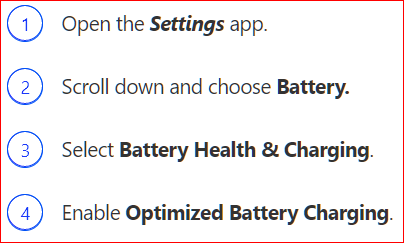 1 Open the Settings app.
2 Scroll down and choose Battery.
3 Select Battery Health & Charging.
4 Enable Optimized Battery Charging.